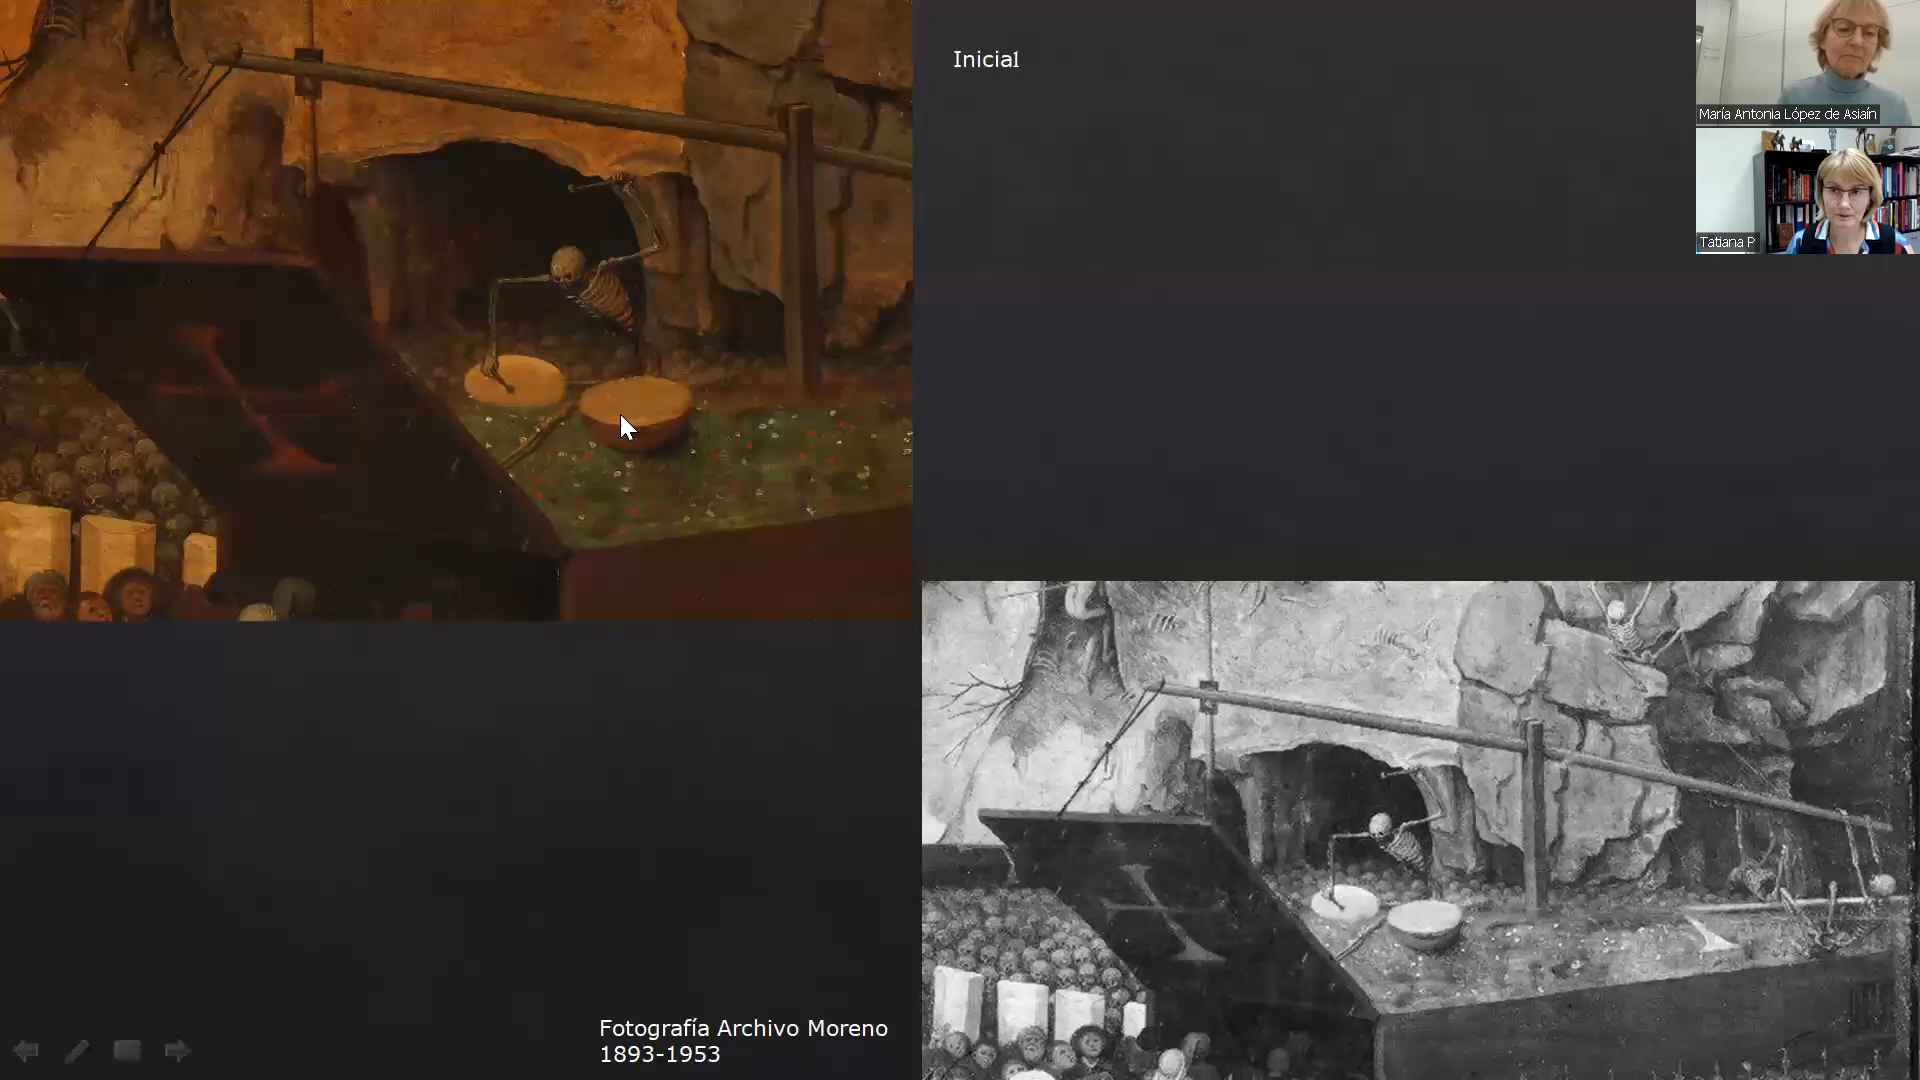 Inicial
María Antonia López de Asiaín
Tatiana P
Fotografía Archivo Moreno
1893-1953